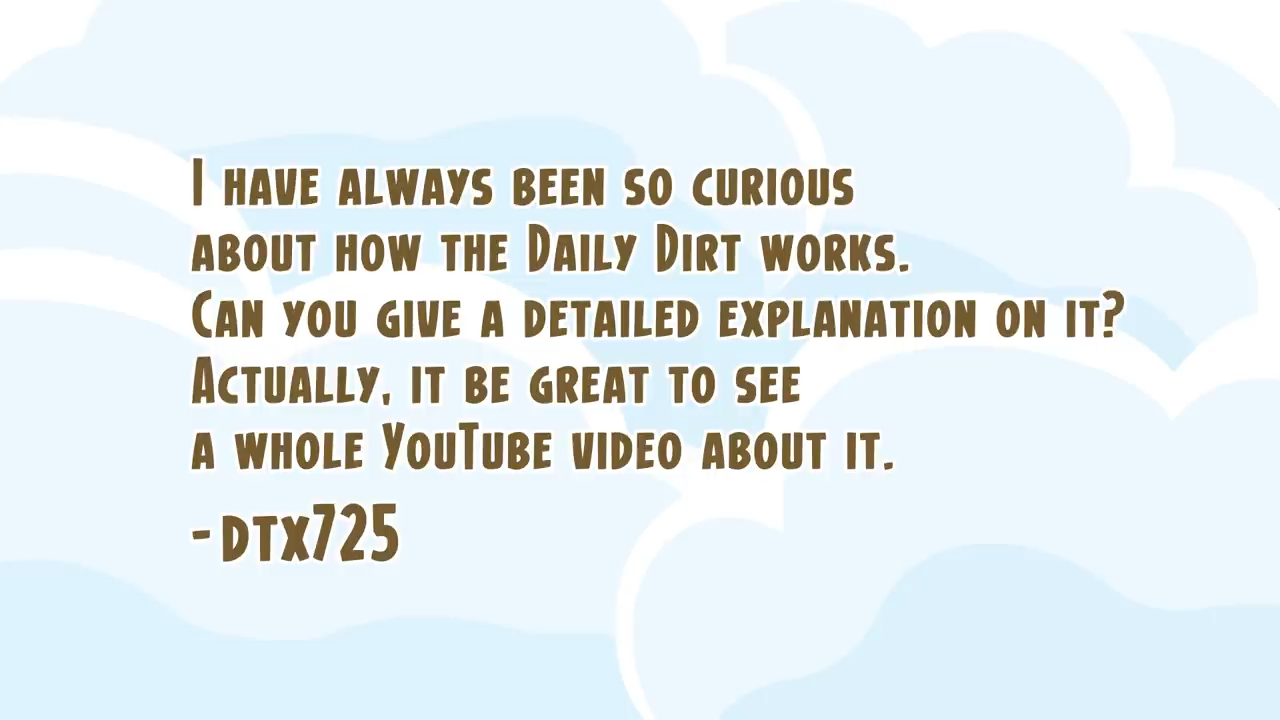 I have always been so curious
about how the Daily Dirt works.
Can you give a detailed explanation on it?
Actually, it be great to see
a whole YouTube video about it.
-dtx725